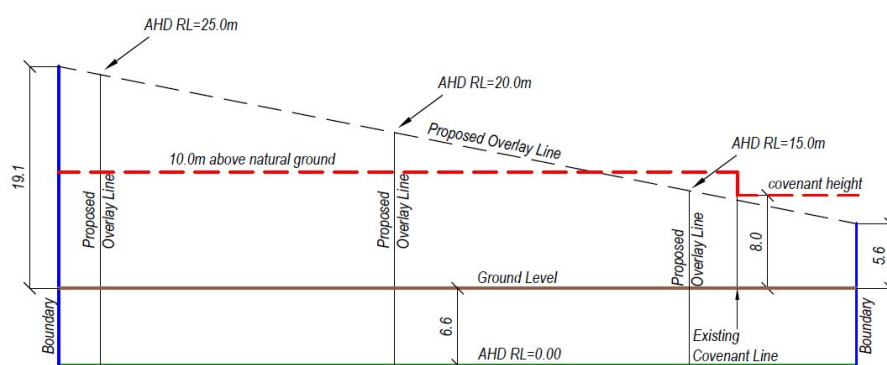 AHD RL=25.0m
AHD RL=20.0m
Proposed Overlay Line
AHD RL=15.0m
10.0m above natural ground
covenant height
19.1
Proposed
Overlay Line
Proposed
Overlay Line
Proposed
Overlay Line
8.0
5.6
Ground Level
Boundary
6.6
Existing
Covenant Line
Boundary
AHD RL=0.00